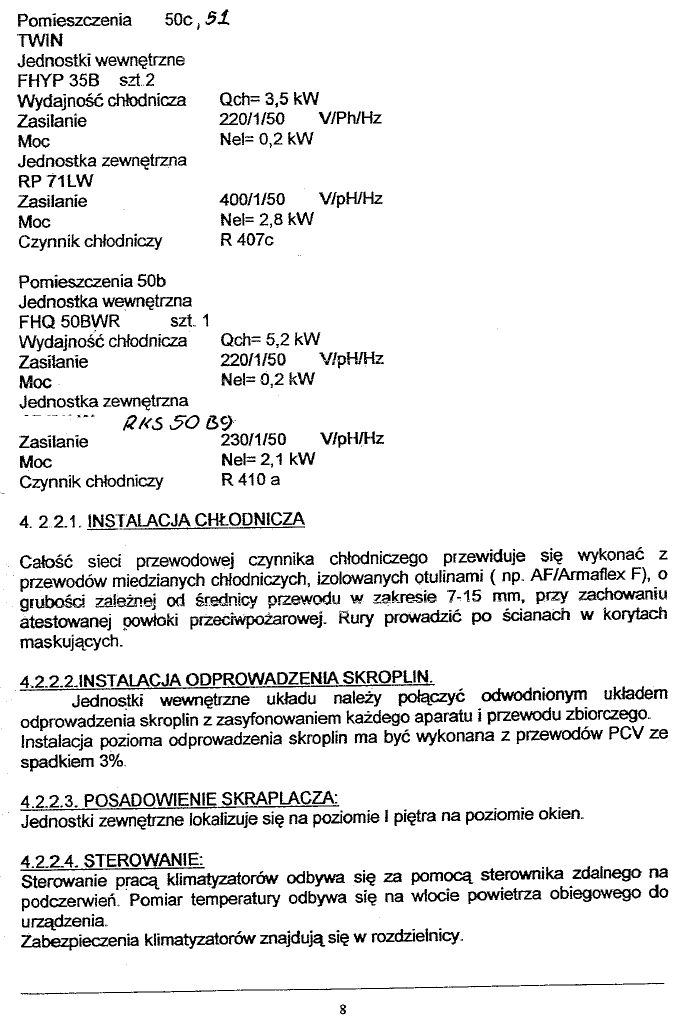 Pomieszczenia 50c, 51
TWIN
Jednostki wewnętrzne
FHYP 35B szt.2
Wydajność chłodnicza Qch= 3,5 kW
Zasilanie 220/1/50 V/Ph/Hz
Moc Nel= 0,2 kW
Jednostka zewnętrzna
RP 71LW
Zasilanie 400/1/50 V/pH/Hz
Moc Nel= 2,8 kW
Czynnik chłodniczy R 407c
Pomieszczenia 50b
Jednostka wewnętrzna
FHQ 50BWR szt. 1
Wydajność chłodnicza Qch= 5,2 kW
Zasilanie 220/1/50 V/pH/Hz
Moc Nel= 0,2 kW
Jednostka zewnętrzna
RKS 50 B9
Zasilanie 230/1/50 V/pH/Hz
Moc Nel= 2,1 kW
Czynnik chłodniczy R 410 a
4. 2.2.1. INSTALACJA CHŁODNICZA
Całość sieci przewodowej czynnika chłodniczego przewiduje się wykonać z
przewodów miedzianych chłodniczych, izolowanych otulinami ( np. AF/Armaflex F), o
grubości zależnej od średnicy przewodu w zakresie 7-15 mm, przy zachowaniu
atestowanej powłoki przeciwpożarowej. Rury prowadzić po ścianach w korytach
maskujących.
4.2.2.2.INSTALACJA ODPROWADZENIA SKROPLIN.
Jednostki wewnętrzne układu należy połączyć odwodnionym układem
odprowadzenia skroplin z zasyfonowaniem każdego aparatu i przewodu zbiorczego.
Instalacja pozioma odprowadzenia skroplin ma być wykonana z przewodów PCV ze
spadkiem 3%.
4.2.2.3. POSADOWIENIE SKRAPLACZA:
Jednostki zewnętrzne lokalizuje się na poziomie I piętra na poziomie okien.
4.2.2.4. STEROWANIE:
Sterowanie pracą klimatyzatorów odbywa się za pomocą sterownika zdalnego na
podczerwień. Pomiar temperatury odbywa się na wlocie powietrza obiegowego do
urządzenia.
Zabezpieczenia klimatyzatorów znajdują się w rozdzielnicy.
8